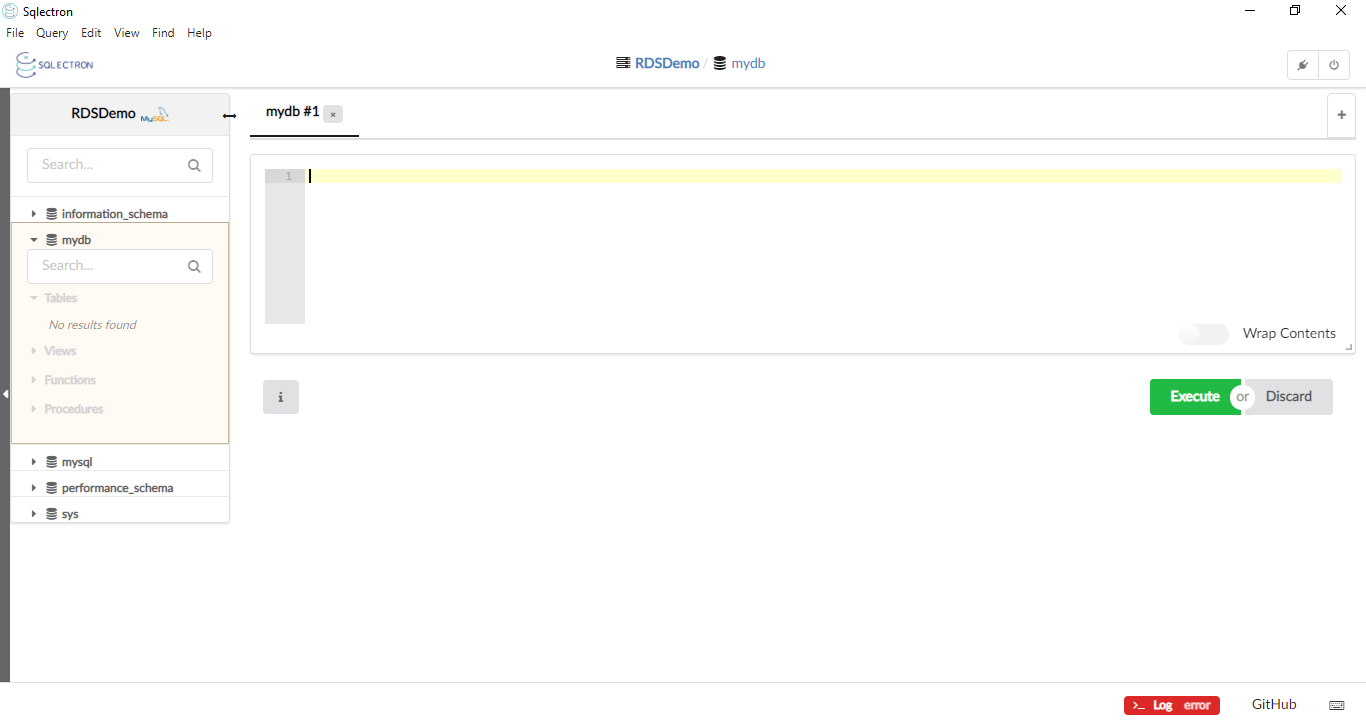 Sqlectron
File Query Edit View Find Help
SQLECTRON
RDSDemo / mydb
RDSDemo MySQL
mydb #1 ×
+
Search...
1
information_schema
mydb
Search...
Tables
No results found
Views
Functions
Procedures
mysql
performance_schema
sys
Wrap Contents
i
Execute or Discard
>_ Log error
GitHub